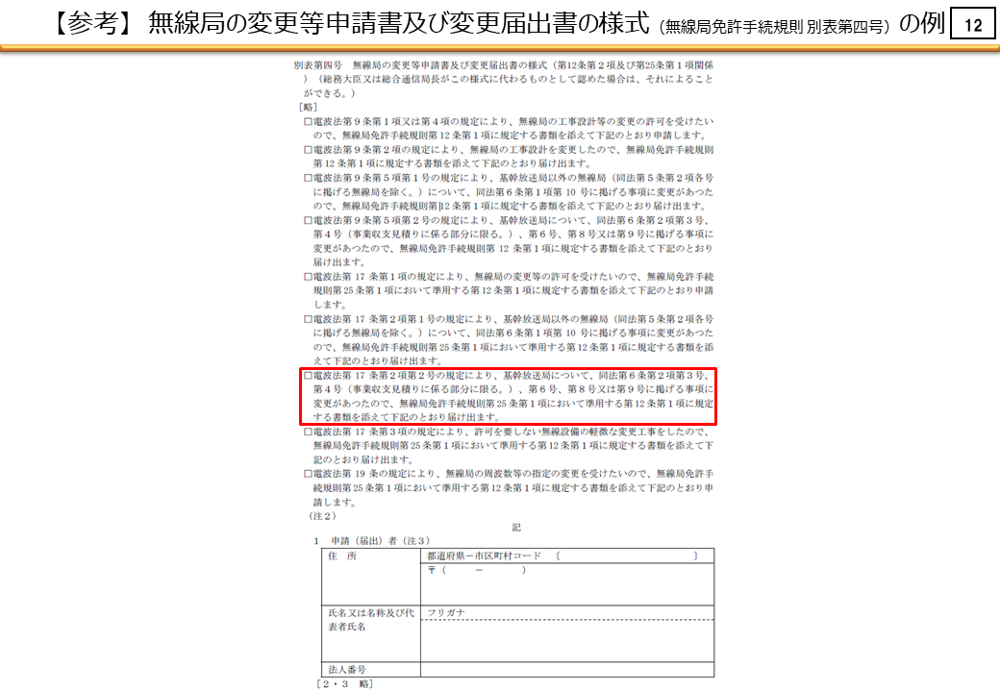 【参考】 無線局の変更等申請書及び変更届出書の様式（無線局免許手続規則 別表第四号）の例
12
別表第四号　無線局の変更等申請書及び変更届出書の様式（第12条第２項及び第25条第１項関係
）（総務大臣又は総合通信局長がこの様式に代わるものとして認めた場合は、それによること
ができる。）
［略］
□電波法第９条第１項又は第４項の規定により、無線局の工事設計等の変更の許可を受けたい
ので、無線局免許手続規則第 12 条第１項に規定する書類を添えて下記のとおり申請します。
□電波法第９条第２項の規定により、無線局の工事設計を変更したので、無線局免許手続規則
第 12 条第１項に規定する書類を添えて下記のとおり届け出ます。
□電波法第９条第５項第１号の規定により、基幹放送局以外の無線局（同法第５条第２項各号
に掲げる無線局を除く。）について、同法第６条第１項第 10 号に掲げる事項に変更があつた
ので、無線局免許手続規則第12 条第１項に規定する書類を添えて下記のとおり届け出ます。
□電波法第９条第５項第２号の規定により、基幹放送局について、同法第６条第２項第３号、
第４号（事業収支見積りに係る部分に限る。）、第６号、第８号又は第９号に掲げる事項に
変更があつたので、無線局免許手続規則第 12 条第１項に規定する書類を添えて下記のとおり
届け出ます。
□電波法第 17 条第１項の規定により、無線局の変更等の許可を受けたいので、無線局免許手続
規則第 25 条第１項において準用する第 12 条第１項に規定する書類を添えて下記のとおり申請
します。
□電波法第 17 条第２項第１号の規定により、基幹放送局以外の無線局（同法第５条第２項各号
に掲げる無線局を除く。）について、同法第６条第１項第 10 号に掲げる事項に変更があつた
ので、無線局免許手続規則第 25 条第１項において準用する第 12 条第１項に規定する書類を添
えて下記のとおり届け出ます。
□電波法第 17 条第２項第２号の規定により、基幹放送局について、同法第６条第２項第３号、
第４号（事業収支見積りに係る部分に限る。）、第６号、第８号又は第９号に掲げる事項に
変更があつたので、無線局免許手続規則第 25 条第１項において準用する第 12 条第１項に規定
する書類を添えて下記のとおり届け出ます。
□電波法第 17 条第３項の規定により、許可を要しない無線設備の軽微な変更工事をしたので、
無線局免許手続規則第 25 条第１項において準用する第 12 条第１項に規定する書類を添えて下
記のとおり届け出ます。
□電波法第 19 条の規定により、無線局の周波数等の指定の変更を受けたいので、無線局免許手
続規則第 25 条第１項において準用する第 12 条第１項に規定する書類を添えて下記のとおり申
請します。
（注２）
記
１　申請（届出）者（注３）
住　所
都道府県－市区町村コード　〔　　　　　　　　　　〕
〒（　　　－　　　）
氏名又は名称及び代
表者氏名
フリガナ
法人番号
［２・３　略］